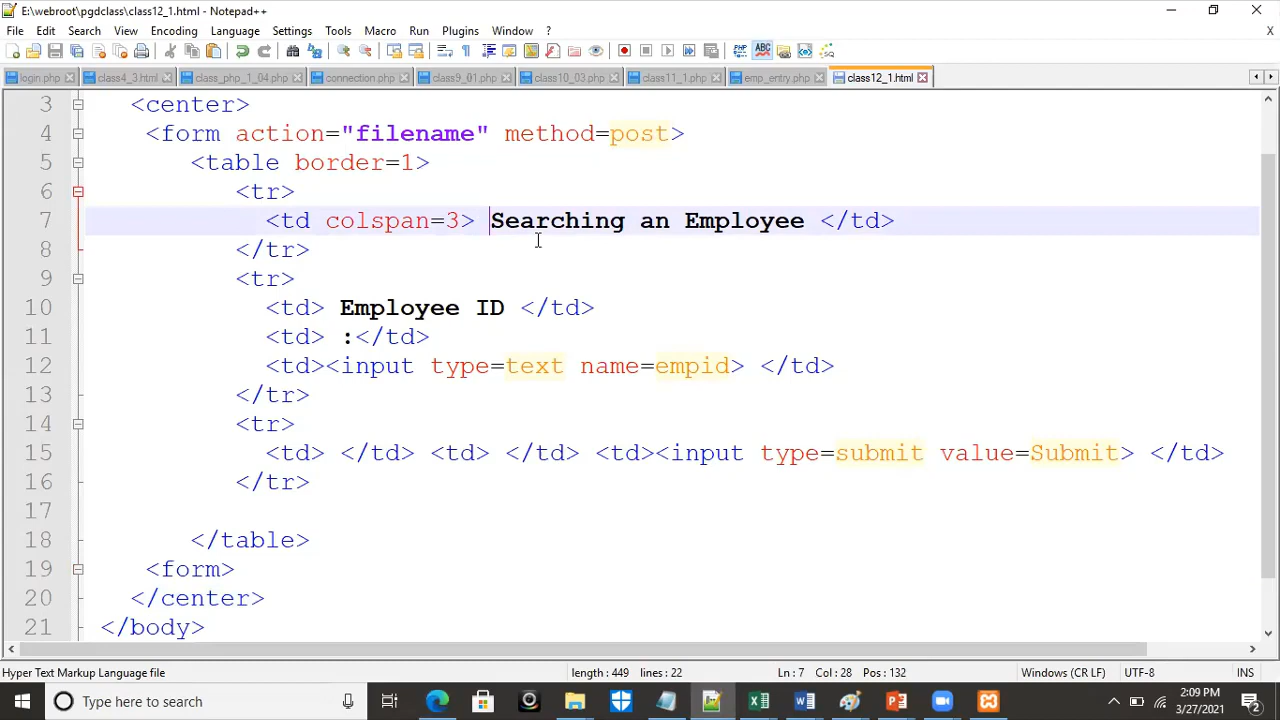 E:\webroot\pgdclass\class12_1.html - Notepad++
File Edit Search View Encoding Language Settings Tools Macro Run Plugins Window ? X
login.php class4_3.html class_php_1_04.php connection.php class9_01.php class10_03.php class11_1.php emp_entry.php class12_1.html
3 <center>
4 <form action="filename" method=post>
5 <table border=1>
6 <tr>
7 <td colspan=3> Searching an Employee </td>
8 </tr>
9 <tr>
10 <td> Employee ID </td>
11 <td> :</td>
12 <td><input type=text name=empid> </td>
13 </tr>
14 <tr>
15 <td> </td> <td> </td> <td><input type=submit value=Submit> </td>
16 </tr>
17
18 </table>
19 <form>
20 </center>
21 </body>
Hyper Text Markup Language file length : 449 lines : 22 Ln : 7 Col : 28 Pos : 132 Windows (CR LF) UTF-8 INS
Type here to search 2:09 PM
3/27/2021